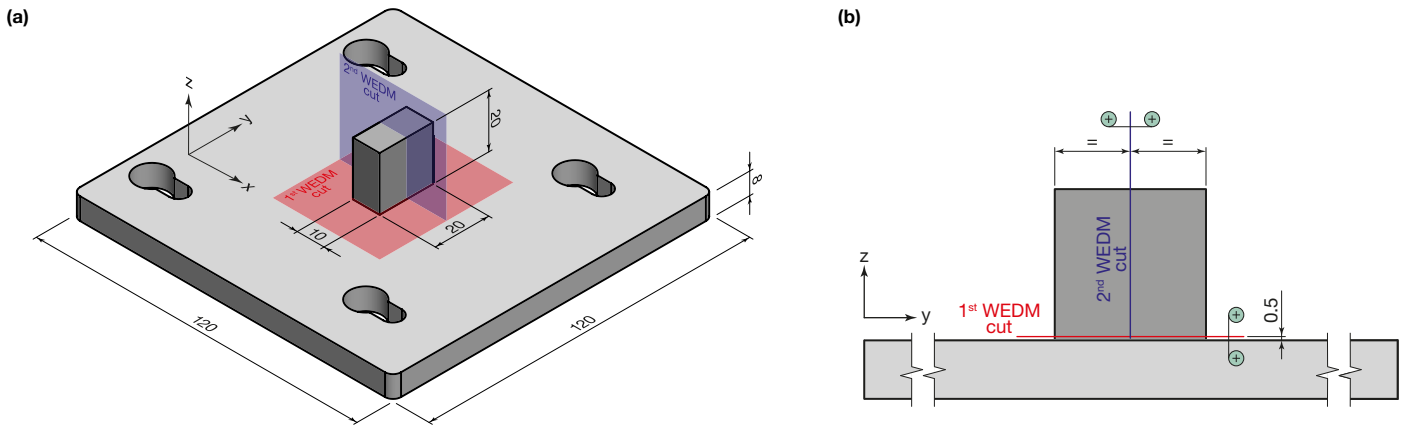 (a)
(b)
2nd WEDM
cut
1st WEDM
cut
z
y
x
20
8
10
20
120
120
=
=
2nd WEDM
cut
z
y
1st WEDM
cut
0.5
+
+
+
+